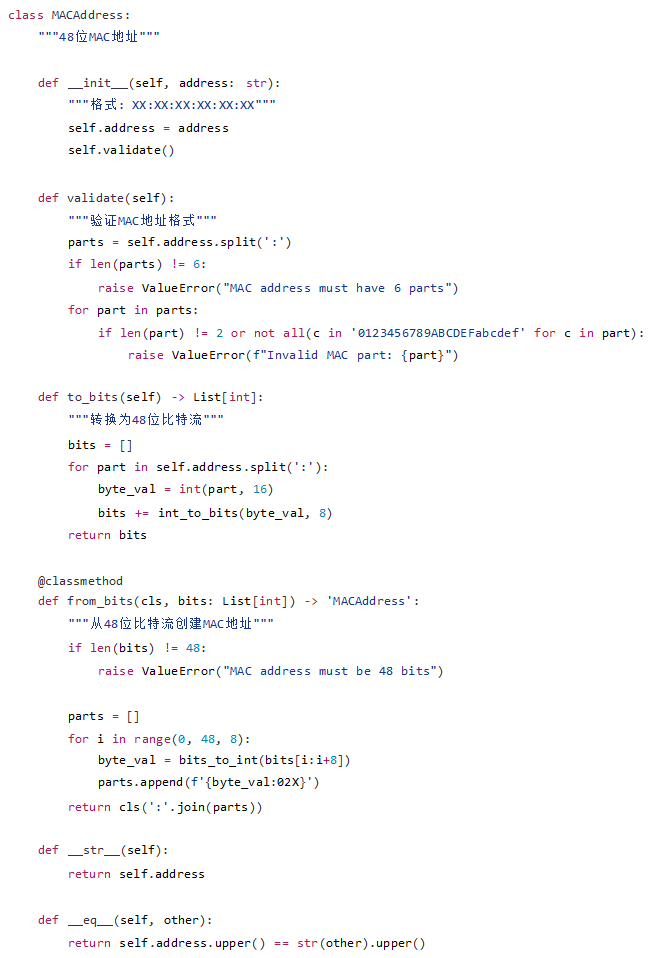 class MACAddress:
    """48位MAC地址"""

    def __init__(self, address: str):
        """格式: XX:XX:XX:XX:XX:XX"""
        self.address = address
        self.validate()

    def validate(self):
        """验证MAC地址格式"""
        parts = self.address.split(':')
        if len(parts) != 6:
            raise ValueError("MAC address must have 6 parts")
        for part in parts:
            if len(part) != 2 or not all(c in '0123456789ABCDEFabcdef' for c in part):
                raise ValueError(f"Invalid MAC part: {part}")

    def to_bits(self) -> List[int]:
        """转换为48位比特流"""
        bits = []
        for part in self.address.split(':'):
            byte_val = int(part, 16)
            bits += int_to_bits(byte_val, 8)
        return bits

    @classmethod
    def from_bits(cls, bits: List[int]) -> 'MACAddress':
        """从48位比特流创建MAC地址"""
        if len(bits) != 48:
            raise ValueError("MAC address must be 48 bits")

        parts = []
        for i in range(0, 48, 8):
            byte_val = bits_to_int(bits[i:i+8])
            parts.append(f'{byte_val:02X}')
        return cls(':'.join(parts))

    def __str__(self):
        return self.address

    def __eq__(self, other):
        return self.address.upper() == str(other).upper()